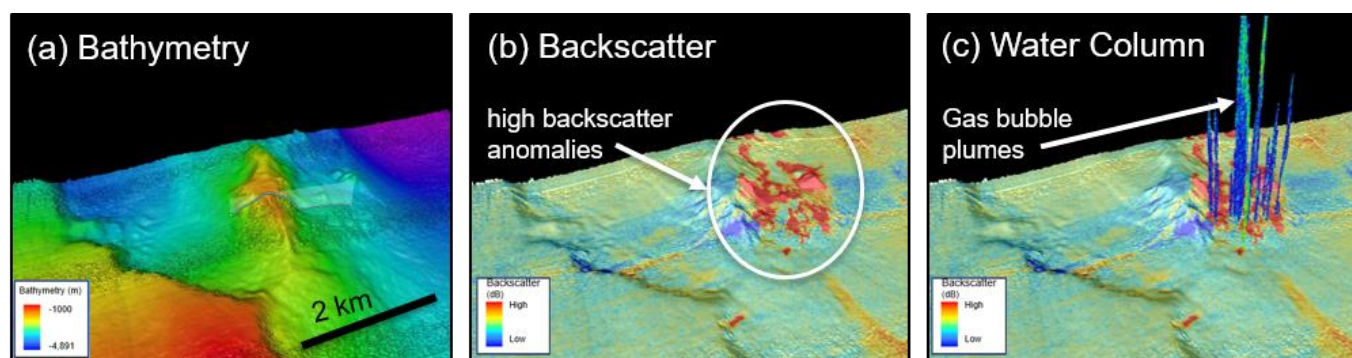 (a) Bathymetry
Bathymetry (m)
-1000
-4,891
2 km
(b) Backscatter
high backscatter
anomalies
Backscatter
(dB)
High
Low
(c) Water Column
Gas bubble
plumes
Backscatter
(dB)
High
Low